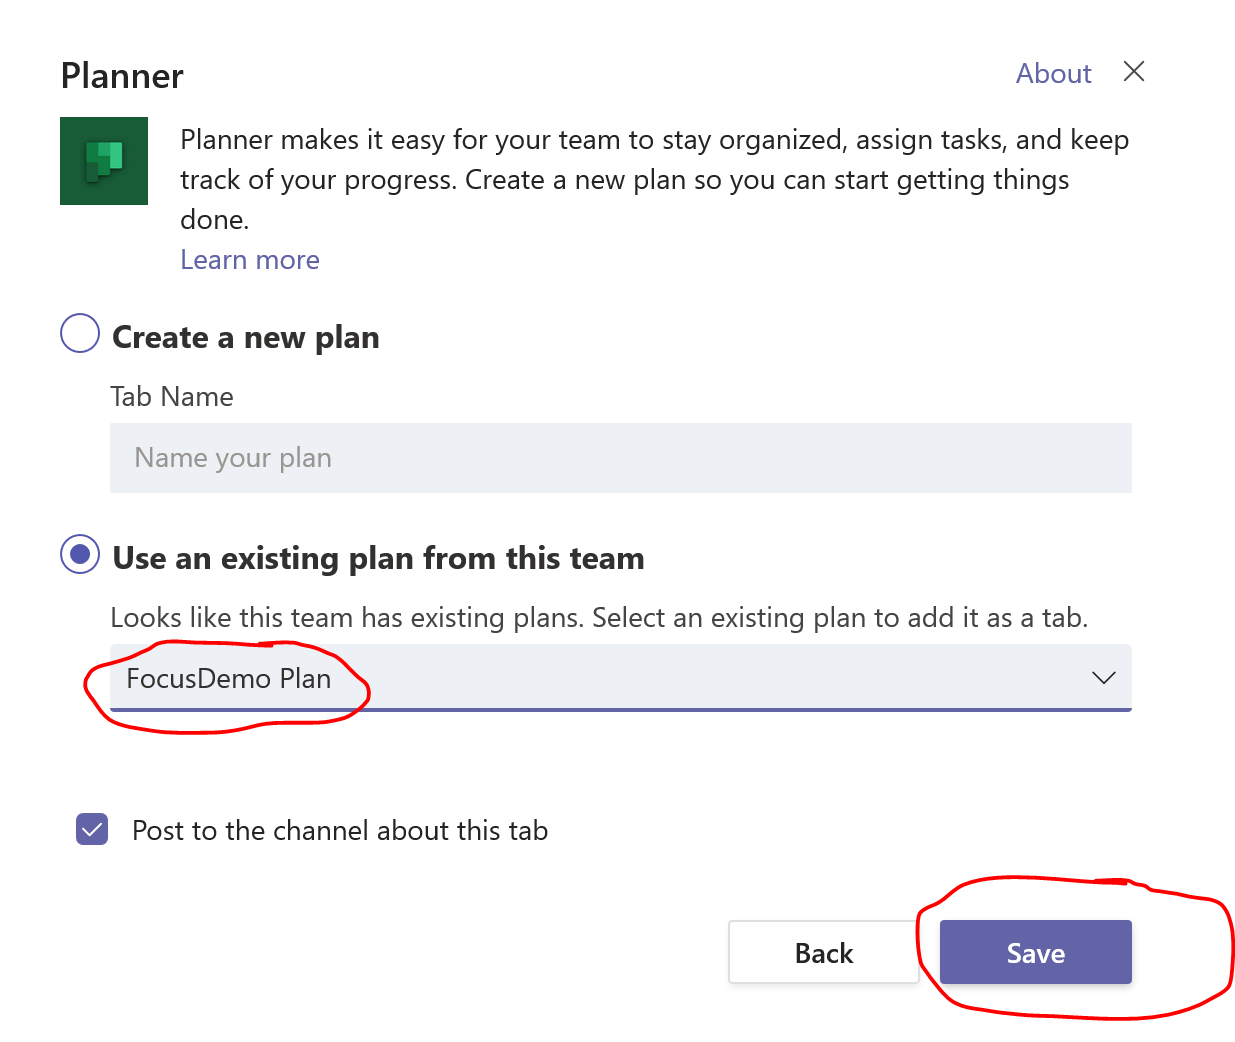 Planner
About
Planner makes it easy for your team to stay organized, assign tasks, and keep
track of your progress. Create a new plan so you can start getting things
done.
Learn more
Create a new plan
Tab Name
Name your plan
Use an existing plan from this team
Looks like this team has existing plans. Select an existing plan to add it as a tab.
FocusDemo Plan
Post to the channel about this tab
Back
Save